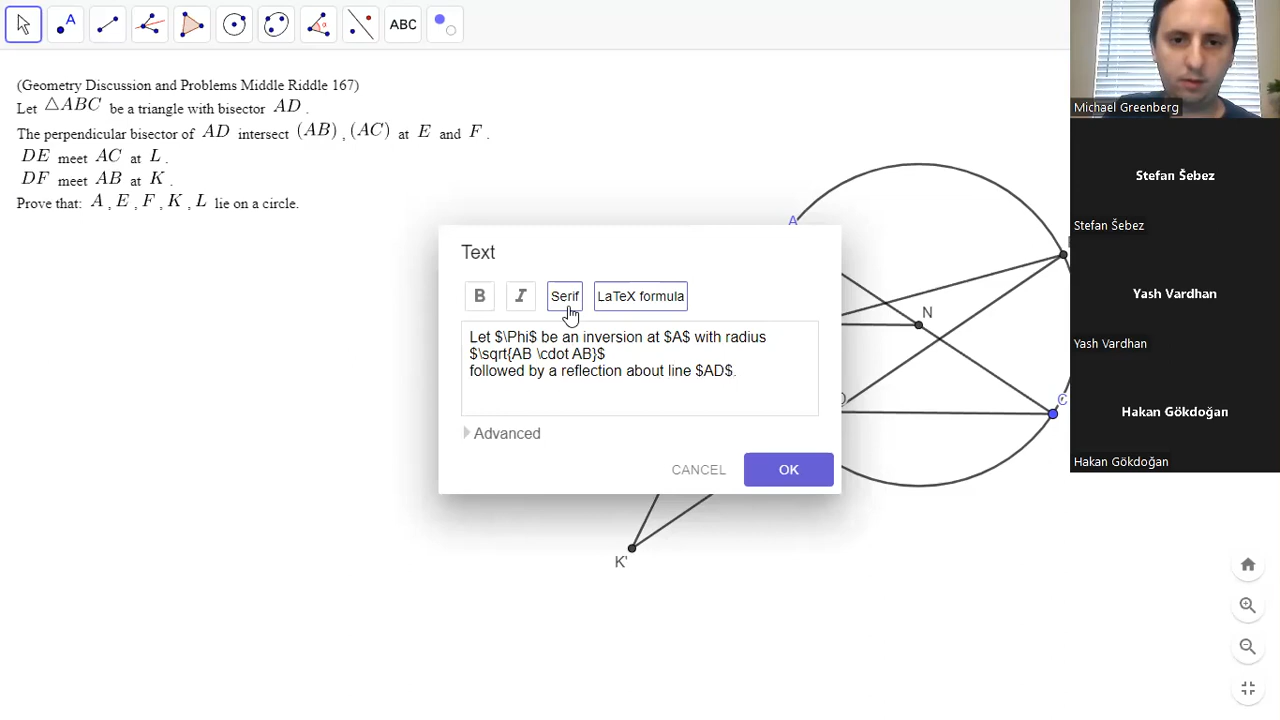 ABC
(Geometry Discussion and Problems Middle Riddle 167)
Let △ABC be a triangle with bisector AD .
The perpendicular bisector of AD intersect (AB) , (AC) at E and F .
DE meet AC at L .
DF meet AB at K .
Prove that: A , E , F , K , L lie on a circle.
Text
B I Serif LaTeX formula
Let $\Phi$ be an inversion at $A$ with radius
$\sqrt{AB \cdot AB}$
followed by a reflection about line $AD$.
Advanced
CANCEL OK
A
N
C
K'
Michael Greenberg
Stefan Šebez
Stefan Šebez
Yash Vardhan
Yash Vardhan
Hakan Gökdoğan
Hakan Gökdoğan